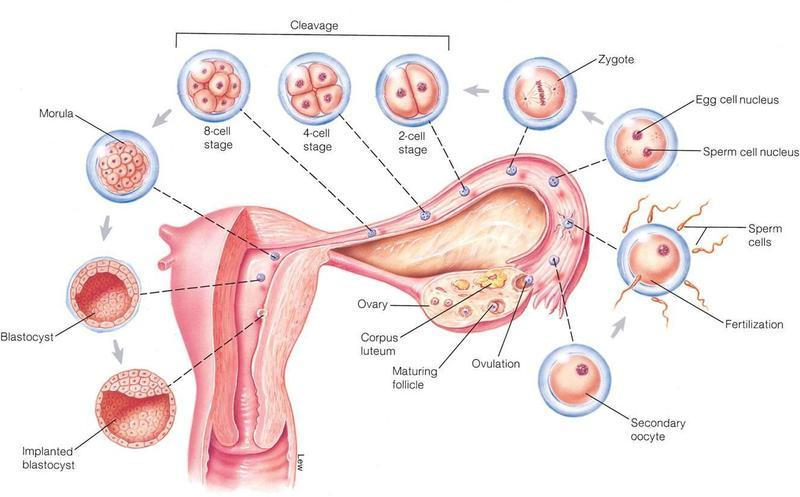 Cleavage
Zygote
Egg cell nucleus
Sperm cell nucleus
Morula
8-cell
stage
4-cell
stage
2-cell
stage
Sperm
cells
Ovary
Corpus
luteum
Maturing
follicle
Ovulation
Fertilization
Blastocyst
Secondary
oocyte
Implanted
blastocyst
Lew